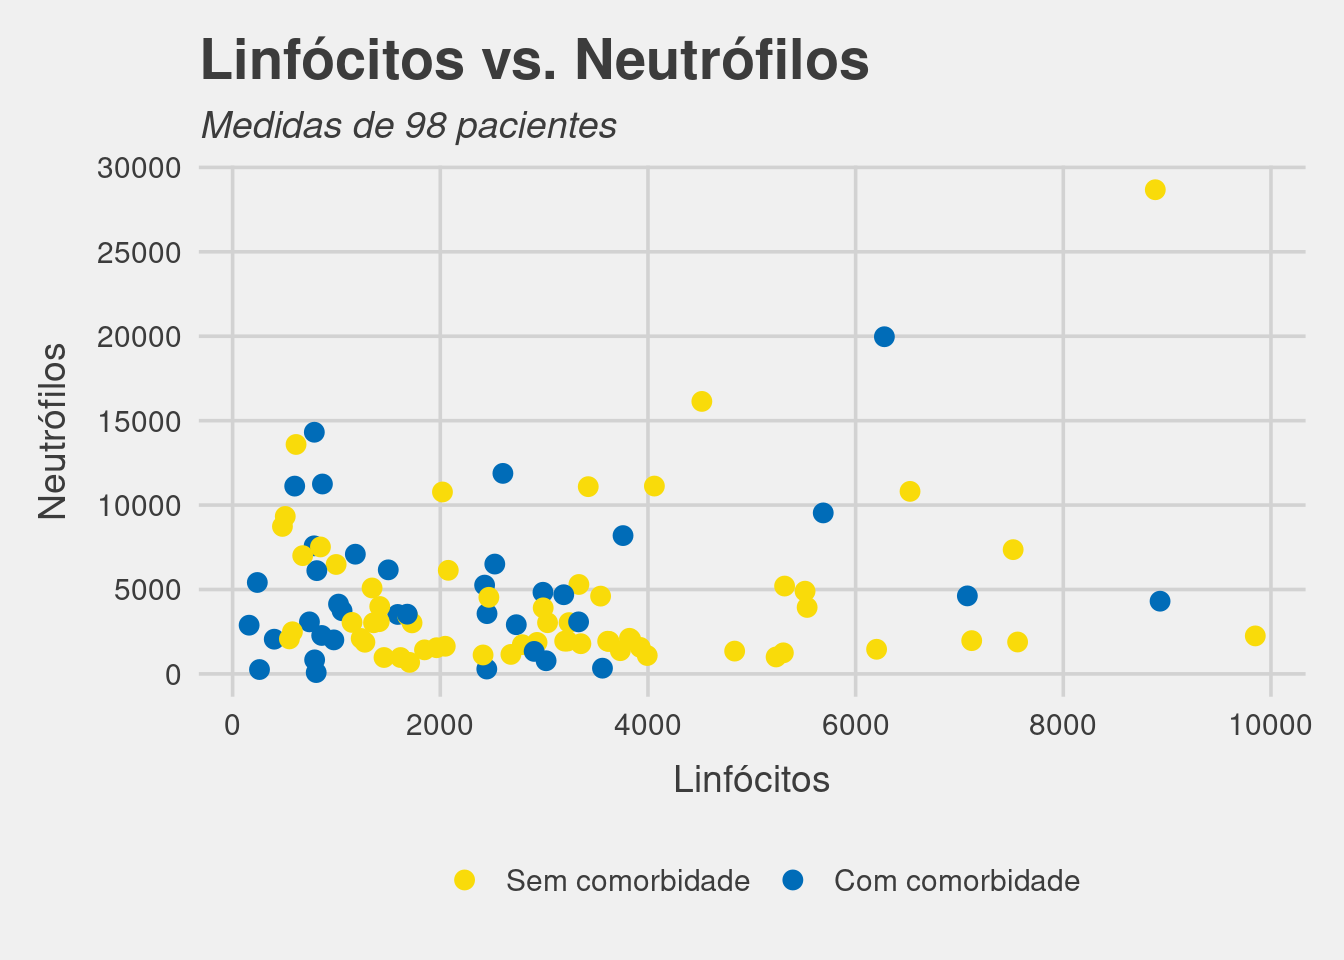 Linfócitos vs. Neutrófilos
Medidas de 98 pacientes
Neutrófilos
30000
25000
20000
15000
10000
5000
0
0 2000 4000 6000 8000 10000
Linfócitos
Sem comorbidade Com comorbidade